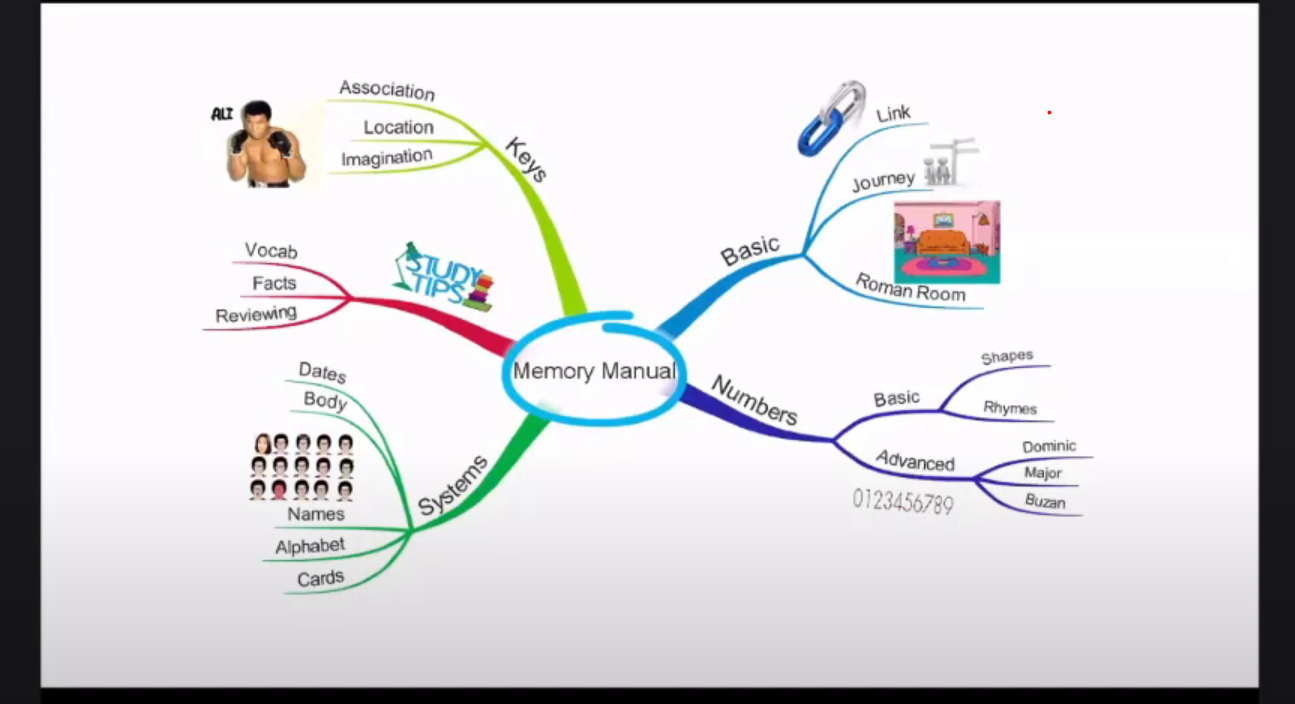 Memory Manual
Keys
ALI
Association
Location
Imagination
STUDY
TIPS
Vocab
Facts
Reviewing
Systems
Dates
Body
Names
Alphabet
Cards
Basic
Link
Journey
Roman Room
Numbers
Basic
Shapes
Rhymes
Advanced
Dominic
Major
Buzan
0123456789